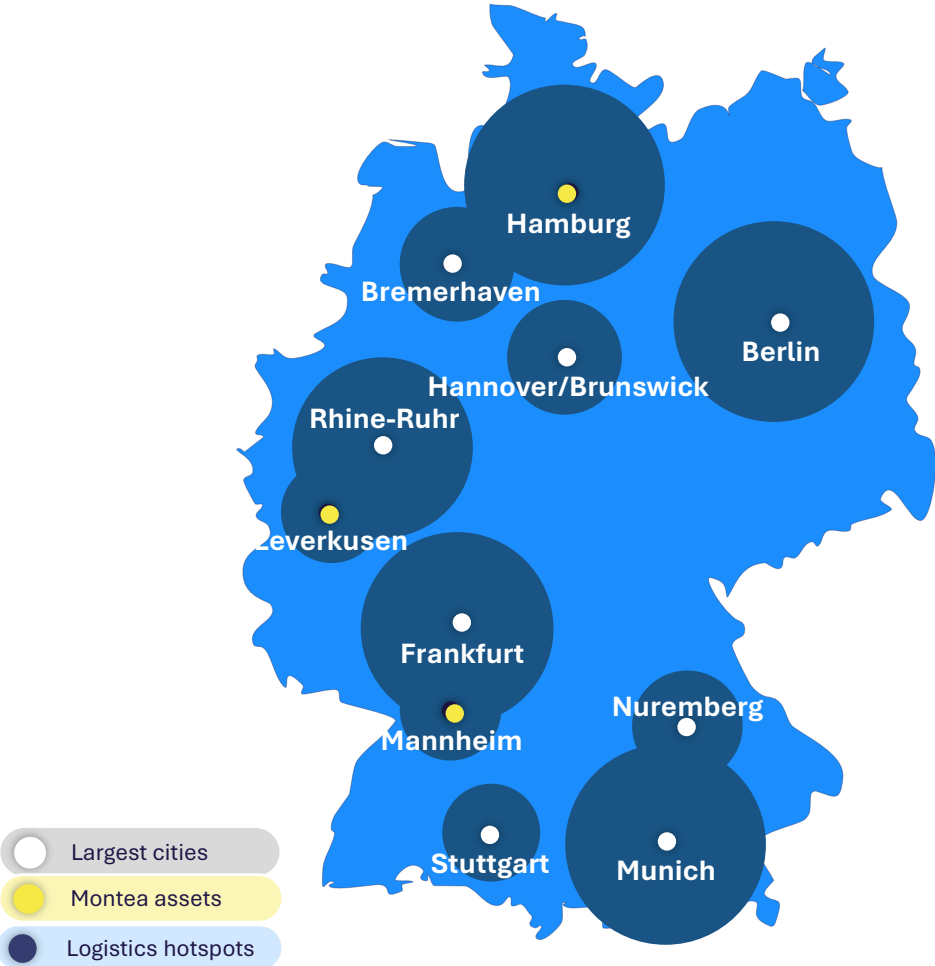 Hamburg
Bremerhaven
Berlin
Hannover/Brunswick
Rhine-Ruhr
Leverkusen
Frankfurt
Nuremberg
Mannheim
Stuttgart
Munich
Largest cities
Montea assets
Logistics hotspots